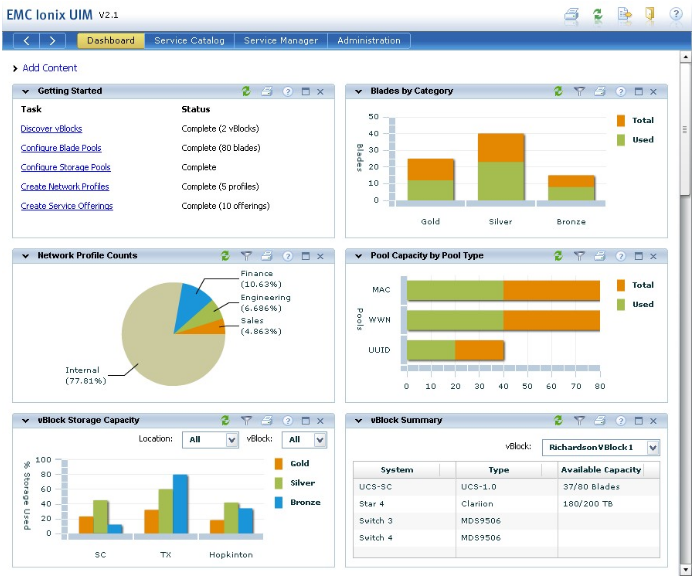 EMC Ionix UIM V2.1
Dashboard Service Catalog Service Manager Administration
Add Content
Getting Started
Task Status
Discover vBlocks Complete (2 vBlocks)
Configure Blade Pools Complete (80 blades)
Configure Storage Pools Complete
Create Network Profiles Complete (5 profiles)
Create Service Offerings Complete (10 offerings)
Blades by Category
50
40
30
20
10
0
Blades
Gold Silver Bronze
Total
Used
Network Profile Counts
Finance
(10.63%)
Engineering
(6.686%)
Sales
(4.863%)
Internal
(77.81%)
Pool Capacity by Pool Type
MAC
WWN
UUID
Pools
0 10 20 30 40 50 60 70 80
Total
Used
vBlock Storage Capacity
Location: All vBlock: All
100
80
60
40
20
0
% Storage Used
SC TX Hopkinton
Gold
Silver
Bronze
vBlock Summary
vBlock: RichardsonVBlock1
System Type Available Capacity
UCS-SC UCS-1.0 37/80 Blades
Star 4 Clariion 180/200 TB
Switch 3 MDS9506
Switch 4 MDS9506